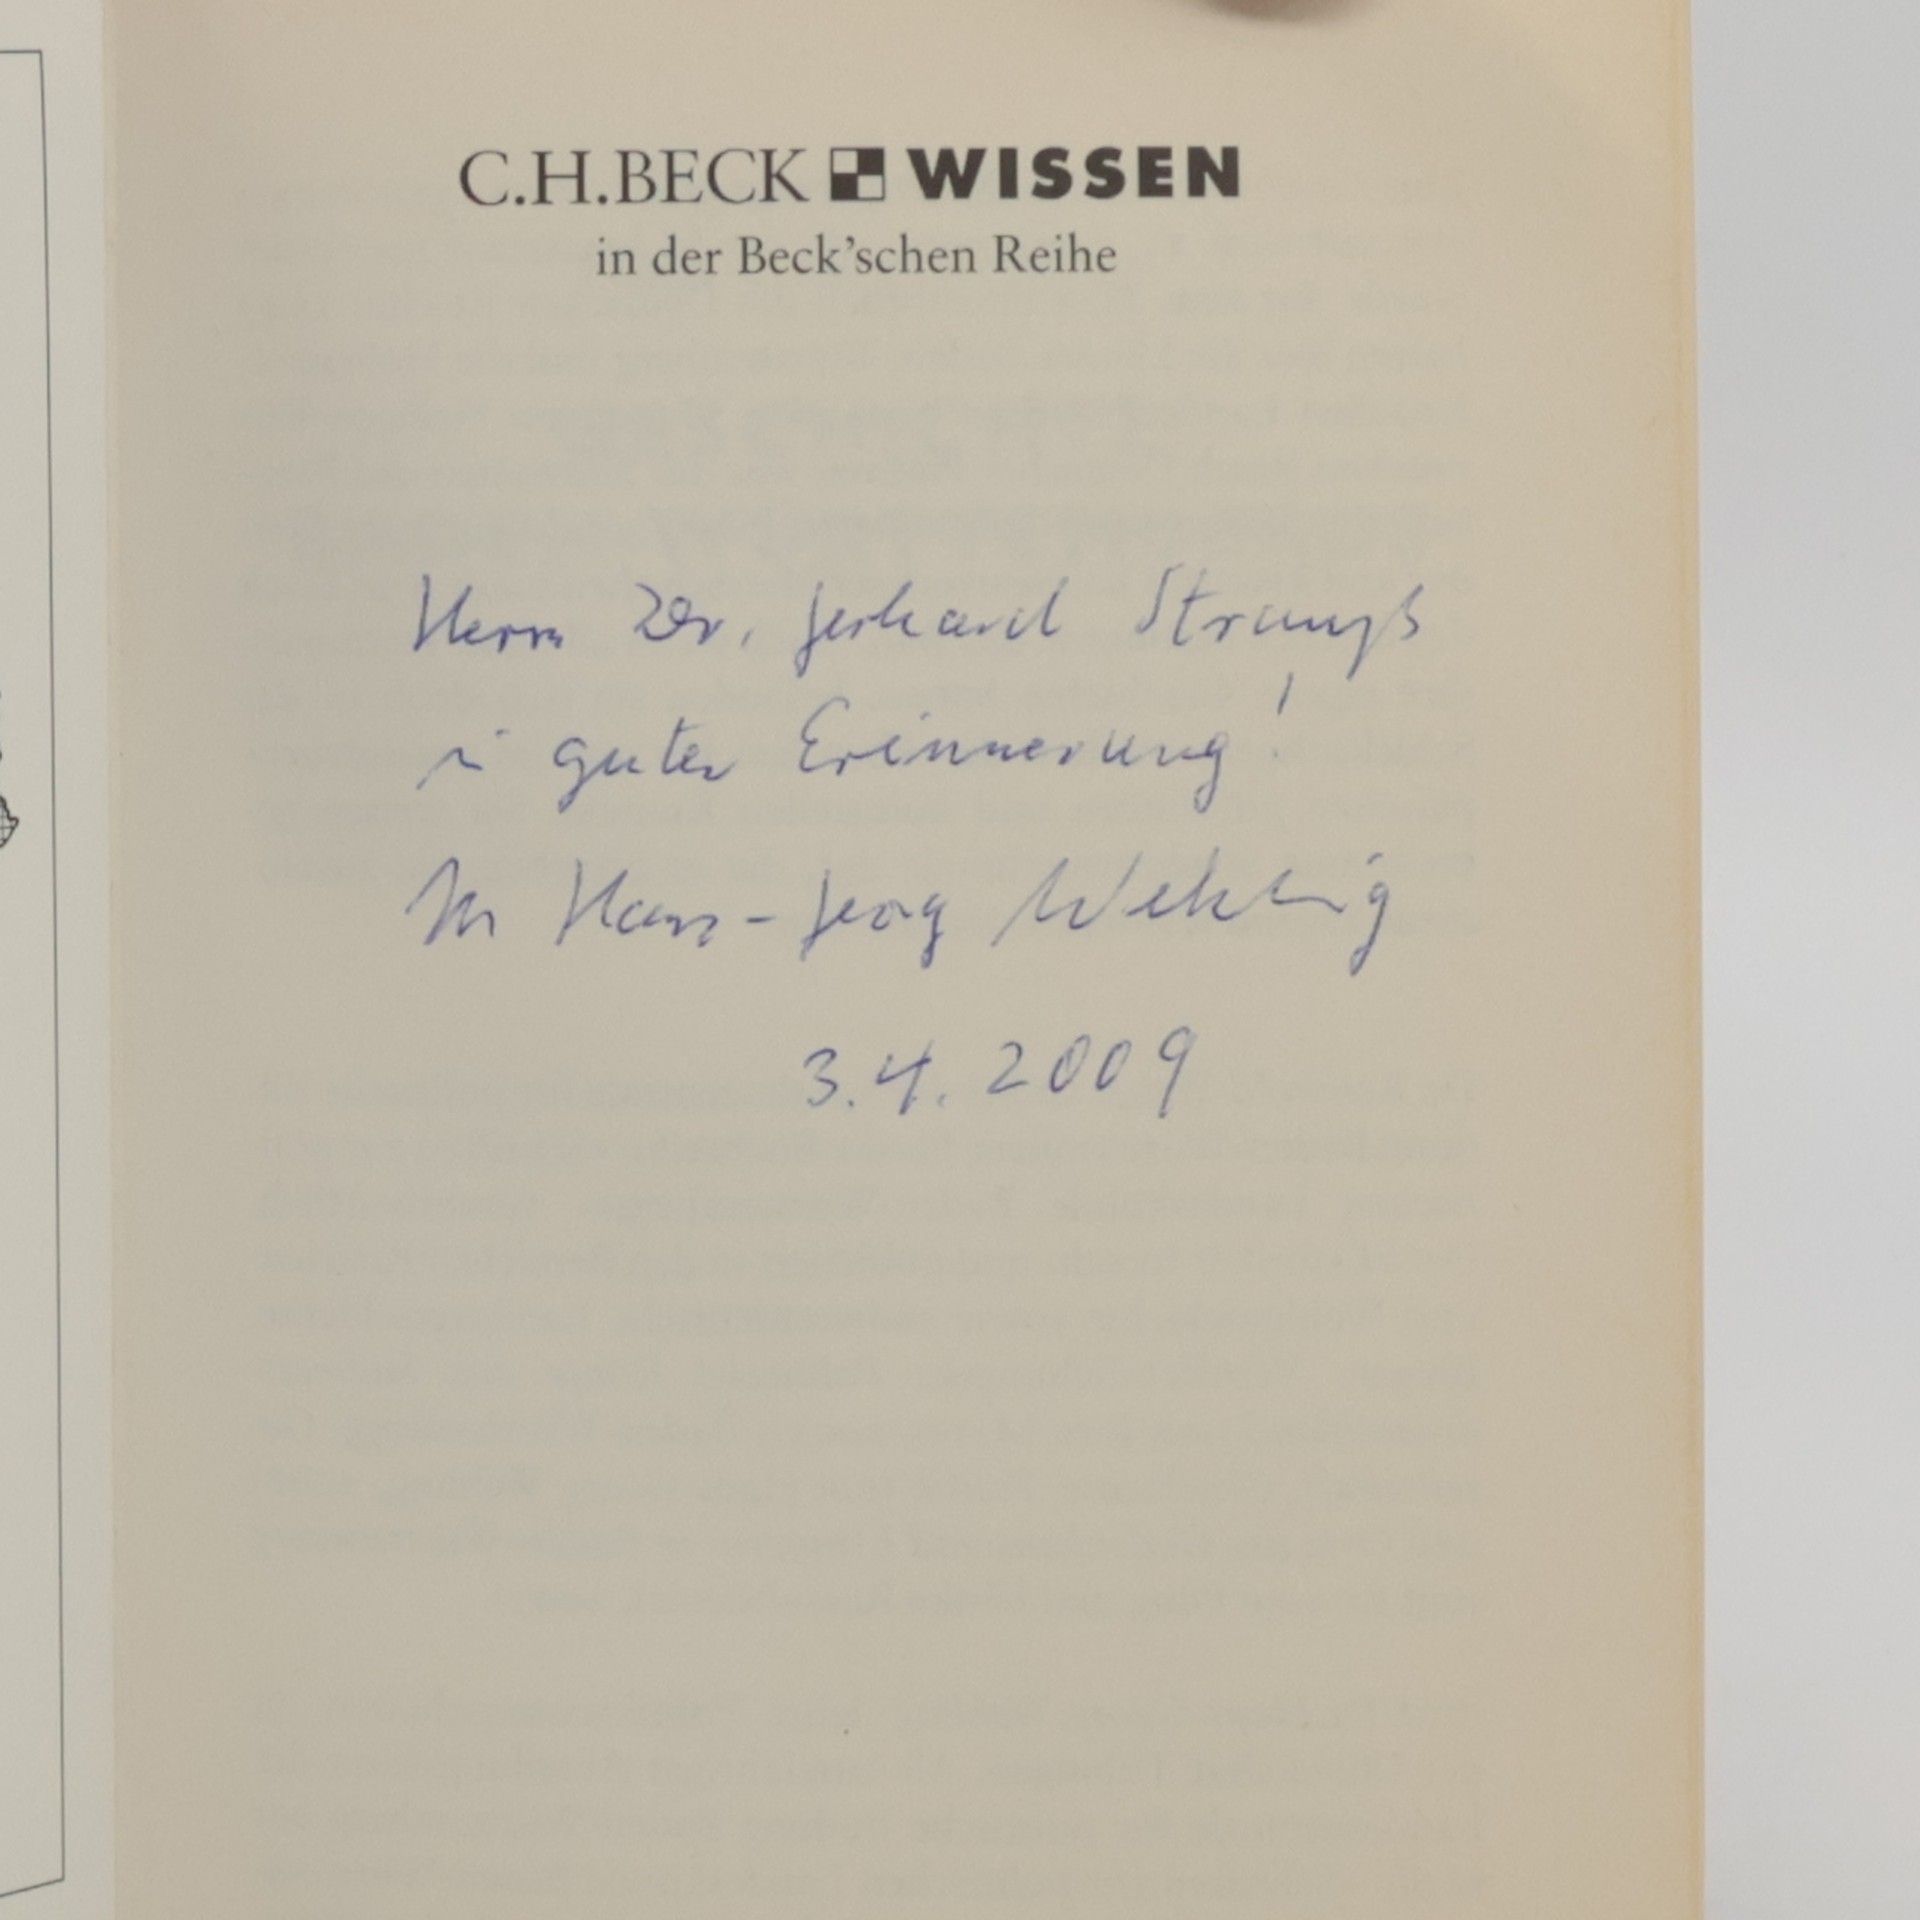 C.H.BECK WISSEN
in der Beck'schen Reihe
Herrn Dr. Gerhard Strauß
in guter Erinnerung!
Ihr Hans-Georg Wehling
3.4.2009